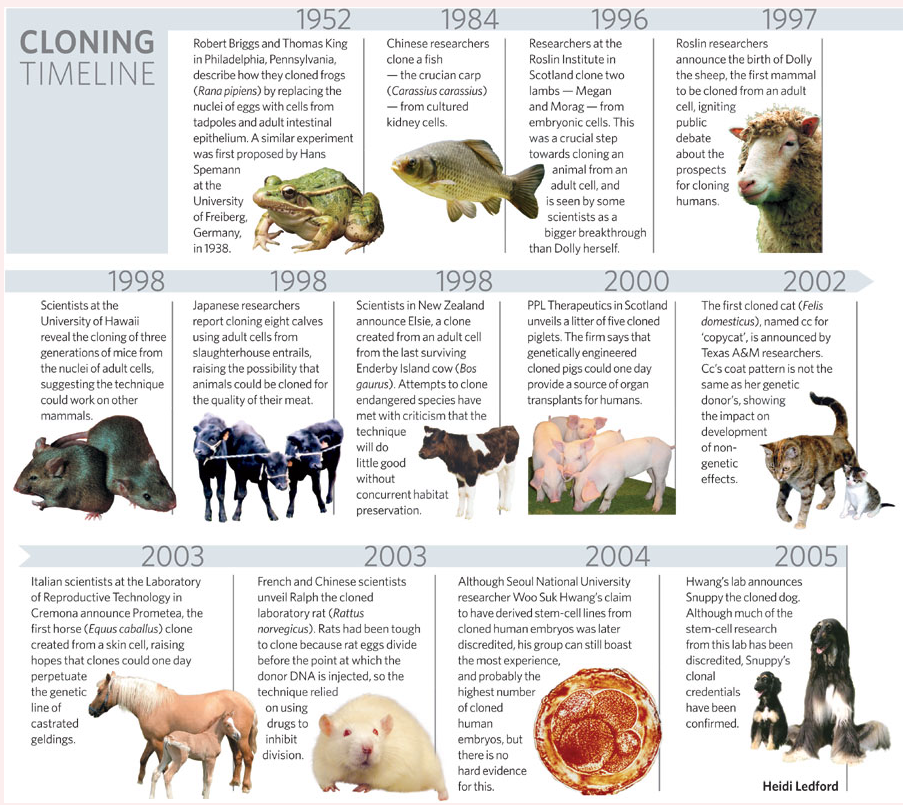 CLONING
TIMELINE
1952
Robert Briggs and Thomas King
in Philadelphia, Pennsylvania,
describe how they cloned frogs
(Rana pipiens) by replacing the
nuclei of eggs with cells from
tadpoles and adult intestinal
epithelium. A similar experiment
was first proposed by Hans
Spemann
at the
University
of Freiberg,
Germany,
in 1938.
1984
Chinese researchers
clone a fish
— the crucian carp
(Carassius carassius)
— from cultured
kidney cells.
1996
Researchers at the
Roslin Institute in
Scotland clone two
lambs — Megan
and Morag — from
embryonic cells. This
was a crucial step
towards cloning an
animal from an
adult cell, and
is seen by some
scientists as a
bigger breakthrough
than Dolly herself.
1997
Roslin researchers
announce the birth of Dolly
the sheep, the first mammal
to be cloned from an adult
cell, igniting
public
debate
about the
prospects
for cloning
humans.
1998
Scientists at the
University of Hawaii
reveal the cloning of three
generations of mice from
the nuclei of adult cells,
suggesting the technique
could work on other
mammals.
1998
Japanese researchers
report cloning eight calves
using adult cells from
slaughterhouse entrails,
raising the possibility that
animals could be cloned for
the quality of their meat.
1998
Scientists in New Zealand
announce Elsie, a clone
created from an adult cell
from the last surviving
Enderby Island cow (Bos
gaurus). Attempts to clone
endangered species have
met with criticism that the
technique
will do
little good
without
concurrent habitat
preservation.
2000
PPL Therapeutics in Scotland
unveils a litter of five cloned
piglets. The firm says that
genetically engineered
cloned pigs could one day
provide a source of organ
transplants for humans.
2002
The first cloned cat (Felis
domesticus), named cc for
‘copycat’, is announced by
Texas A&M researchers.
Cc’s coat pattern is not the
same as her genetic
donor’s, showing
the impact on
development
of non-
genetic
effects.
2003
Italian scientists at the Laboratory
of Reproductive Technology in
Cremona announce Prometea, the
first horse (Equus caballus) clone
created from a skin cell, raising
hopes that clones could one day
perpetuate
the genetic
line of
castrated
geldings.
2003
French and Chinese scientists
unveil Ralph the cloned
laboratory rat (Rattus
norvegicus). Rats had been tough
to clone because rat eggs divide
before the point at which the
donor DNA is injected, so the
technique relied
on using
drugs to
inhibit
division.
2004
Although Seoul National University
researcher Woo Suk Hwang’s claim
to have derived stem-cell lines from
cloned human embryos was later
discredited, his group can still boast
the most experience,
and probably the
highest number
of cloned
human
embryos, but
there is no
hard evidence
for this.
2005
Hwang’s lab announces
Snuppy the cloned dog.
Although much of the
stem-cell research
from this lab has been
discredited, Snuppy’s
clonal
credentials
have been
confirmed.
Heidi Ledford